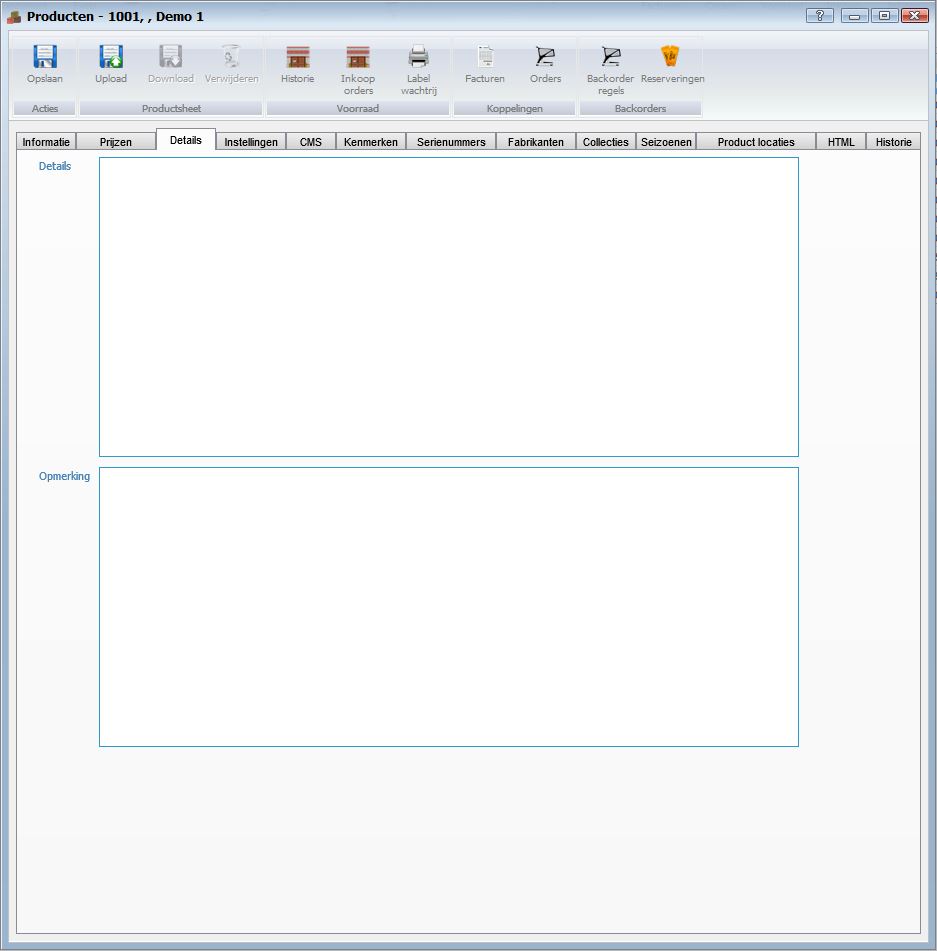 Producten - 1001, , Demo 1
?
Opslaan Upload Download Verwijderen Historie Inkoop orders Label wachtrij Facturen Orders Backorder regels Reserveringen
Acties Productsheet Voorraad Koppelingen Backorders
Informatie Prijzen Details Instellingen CMS Kenmerken Serienummers Fabrikanten Collecties Seizoenen Product locaties HTML Historie
Details
Opmerking